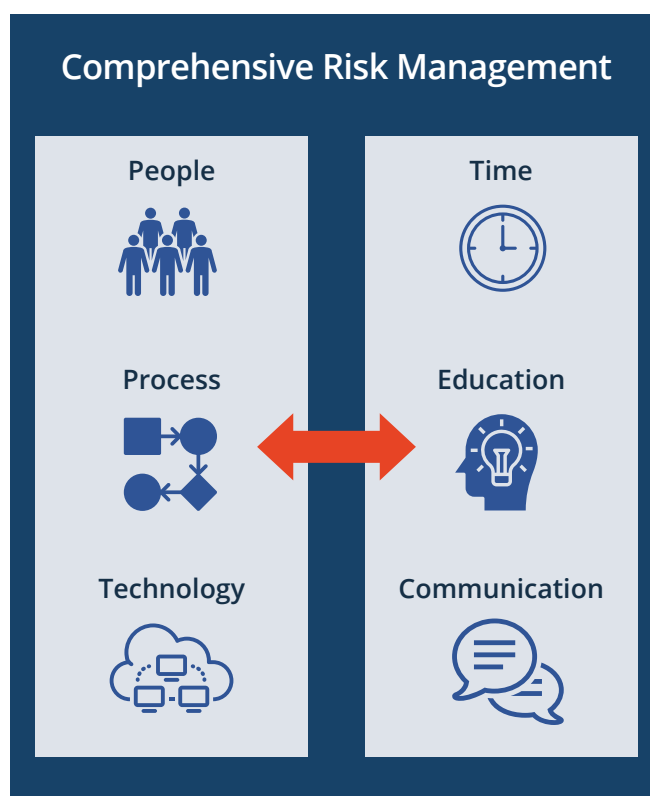 Comprehensive Risk Management
People
Process
Technology
Time
Education
Communication